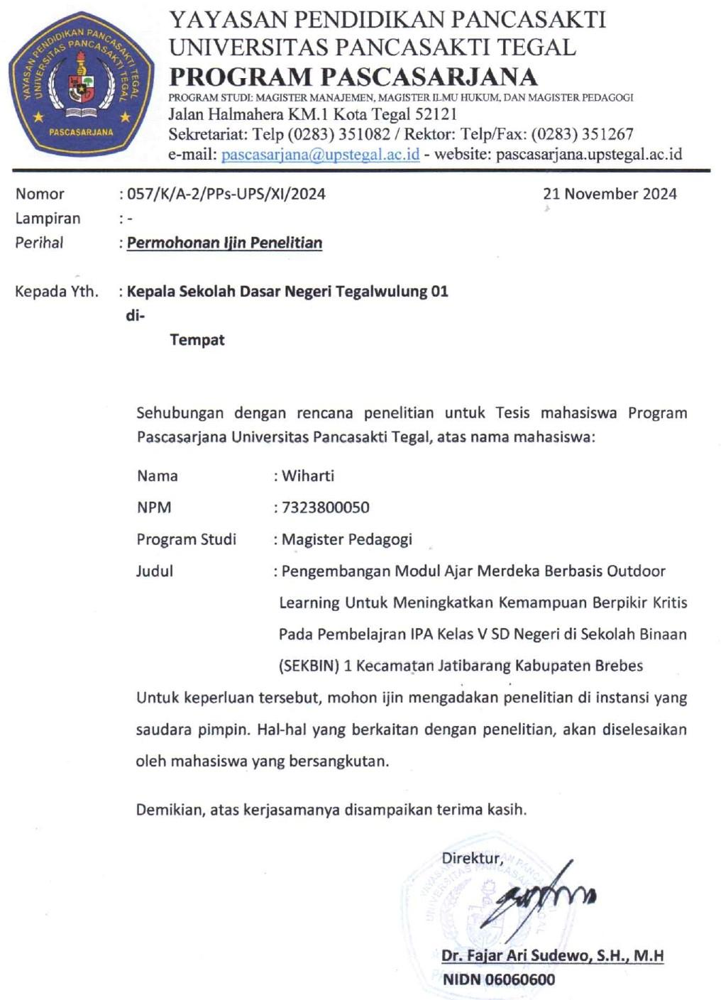 YAYASAN PENDIDIKAN PANCASAKTI TEGAL
UNIVERSITAS PANCASAKTI TEGAL
PASCASARJANA
YAYASAN PENDIDIKAN PANCASAKTI
UNIVERSITAS PANCASAKTI TEGAL
PROGRAM PASCASARJANA
PROGRAM STUDI: MAGISTER MANAJEMEN, MAGISTER ILMU HUKUM, DAN MAGISTER PEDAGOGI
Jalan Halmahera KM.1 Kota Tegal 52121
Sekretariat: Telp (0283) 351082 / Rektor: Telp/Fax: (0283) 351267
e-mail: pascasarjana@upstegal.ac.id - website: pascasarjana.upstegal.ac.id
Nomor : 057/K/A-2/PPs-UPS/XI/2024 21 November 2024
Lampiran : -
Perihal : Permohonan Ijin Penelitian
Kepada Yth. : Kepala Sekolah Dasar Negeri Tegalwulung 01
di-
Tempat
Sehubungan dengan rencana penelitian untuk Tesis mahasiswa Program
Pascasarjana Universitas Pancasakti Tegal, atas nama mahasiswa:
Nama : Wiharti
NPM : 7323800050
Program Studi : Magister Pedagogi
Judul : Pengembangan Modul Ajar Merdeka Berbasis Outdoor
Learning Untuk Meningkatkan Kemampuan Berpikir Kritis
Pada Pembelajran IPA Kelas V SD Negeri di Sekolah Binaan
(SEKBIN) 1 Kecamatan Jatibarang Kabupaten Brebes
Untuk keperluan tersebut, mohon ijin mengadakan penelitian di instansi yang
saudara pimpin. Hal-hal yang berkaitan dengan penelitian, akan diselesaikan
oleh mahasiswa yang bersangkutan.
Demikian, atas kerjasamanya disampaikan terima kasih.
Direktur,
Dr. Fajar Ari Sudewo, S.H., M.H
NIDN 06060600